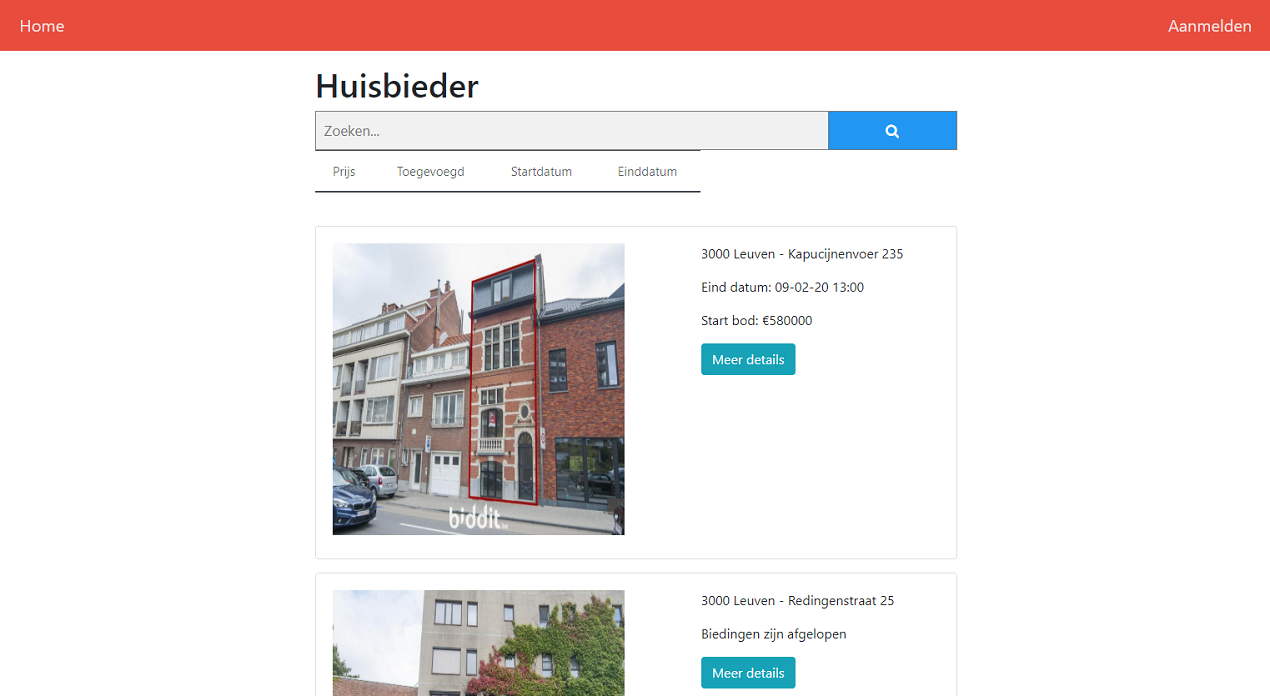 Home
Aanmelden
Huisbieder
Zoeken...
Prijs Toegevoegd Startdatum Einddatum
3000 Leuven - Kapucijnenvoer 235
Eind datum: 09-02-20 13:00
Start bod: €580000
Meer details
biddit.be
3000 Leuven - Redingenstraat 25
Biedingen zijn afgelopen
Meer details